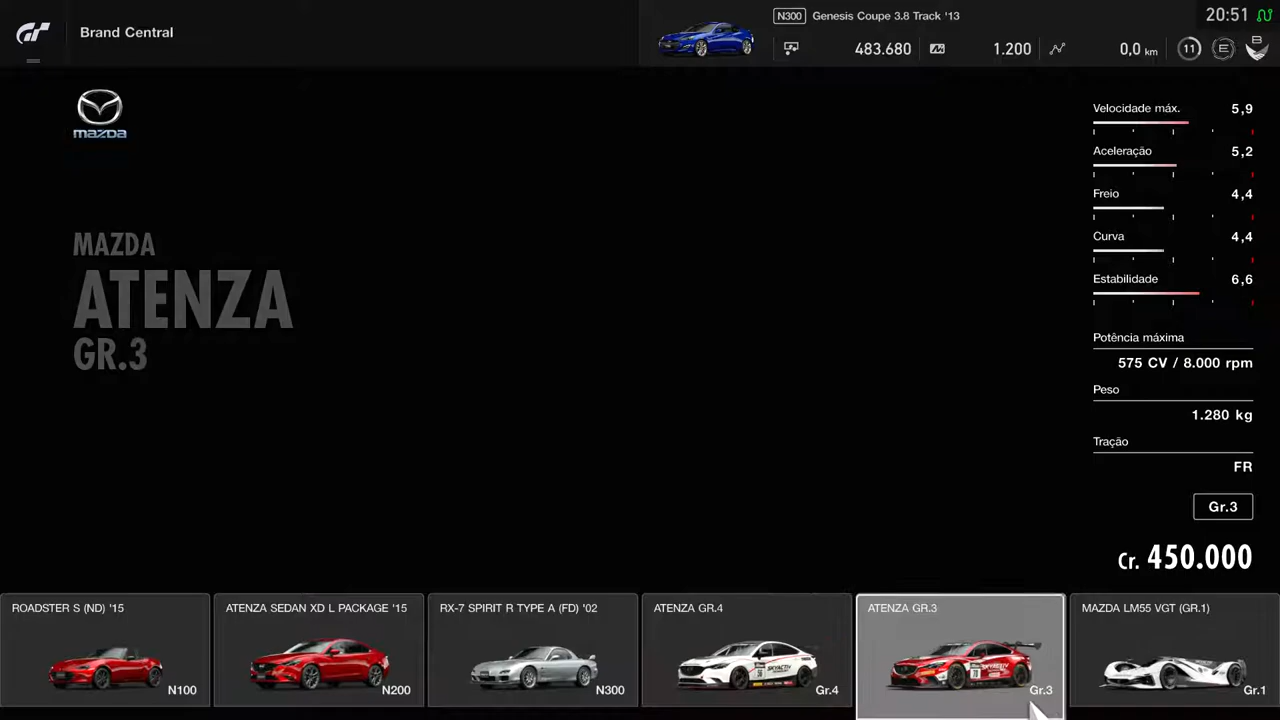 Brand Central
N300 Genesis Coupe 3.8 Track '13
20:51
483.680
1.200
0,0 km
11
E
B
mazda
MAZDA
ATENZA
GR.3
Velocidade máx. 5,9
Aceleração 5,2
Freio 4,4
Curva 4,4
Estabilidade 6,6
Potência máxima
575 CV / 8.000 rpm
Peso
1.280 kg
Tração
FR
Gr.3
Cr. 450.000
ROADSTER S (ND) '15
N100
ATENZA SEDAN XD L PACKAGE '15
N200
RX-7 SPIRIT R TYPE A (FD) '02
N300
ATENZA GR.4
Gr.4
ATENZA GR.3
Gr.3
MAZDA LM55 VGT (GR.1)
Gr.1